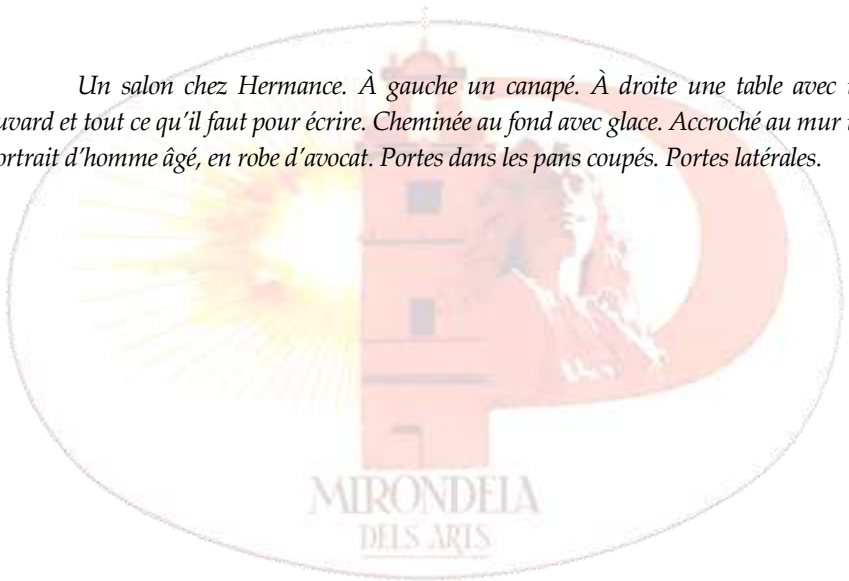 Un salon chez Hermance. À gauche un canapé. À droite une table avec
et tout ce qu'il faut pour écrire. Cheminée au fond avec glace. Accroché au mur
d'homme âgé, en robe d'avocat. Portes dans les pans coupés. Portes latérales.
MIRONDELA
DELS ARTS